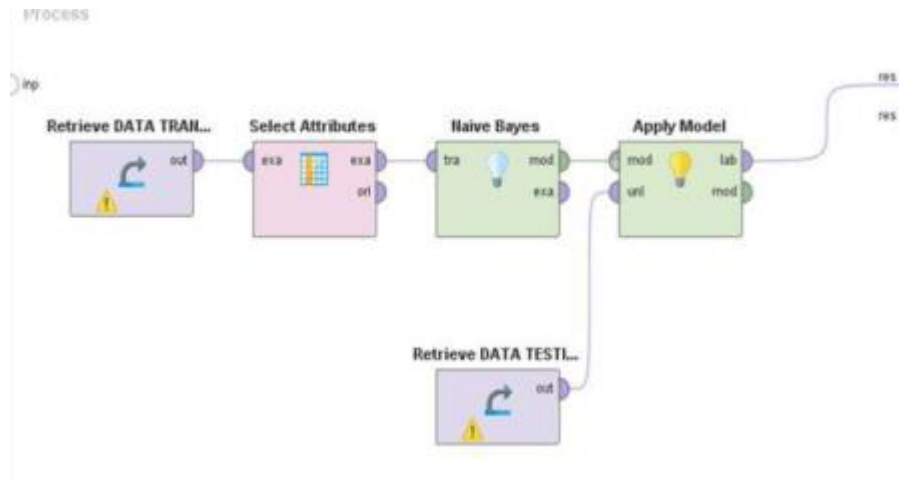 Process
inp
res
res
Retrieve DATA TRAN...
out
Select Attributes
exa
exa
ori
Naive Bayes
tra
mod
exa
Apply Model
mod
lab
unl
mod
Retrieve DATA TESTI...
out